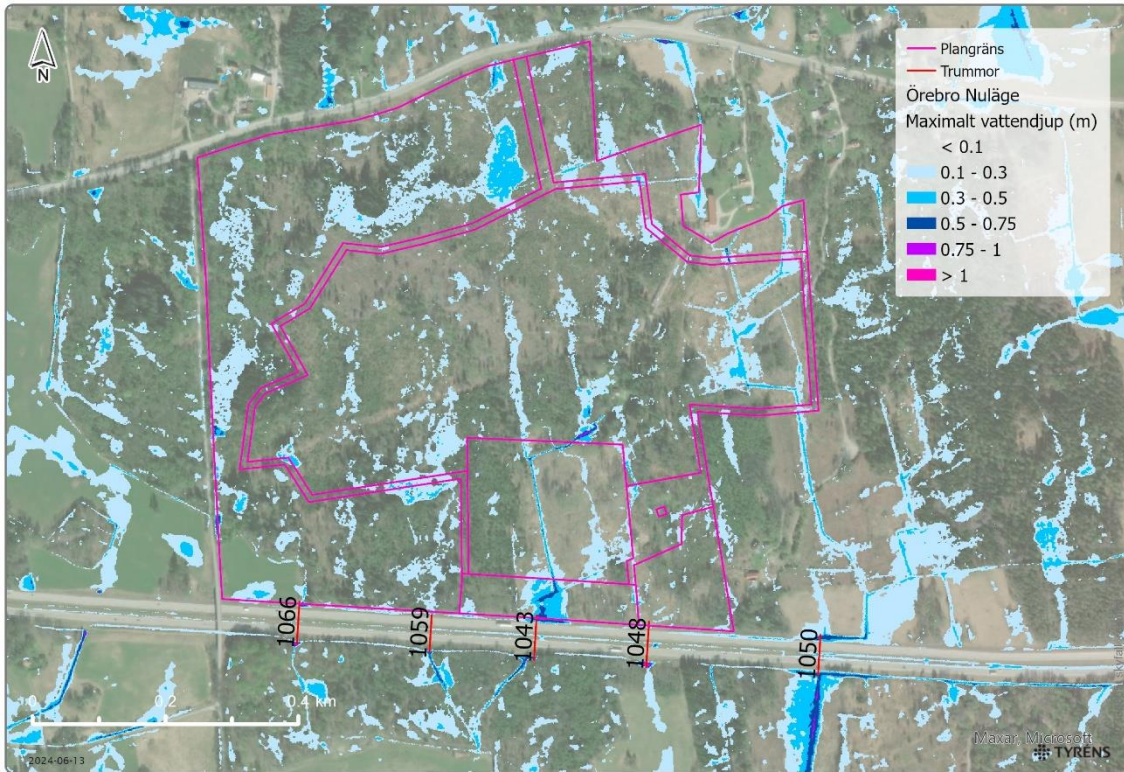 N
Plangräns
Trummor
Örebro Nuläge
Maximalt vattendjup (m)
< 0.1
0.1 - 0.3
0.3 - 0.5
0.5 - 0.75
0.75 - 1
> 1
1066
1059
1043
1048
1050
0 0.2 0.4 km
Maxar, Microsoft
2024-06-13
TYRÉNS